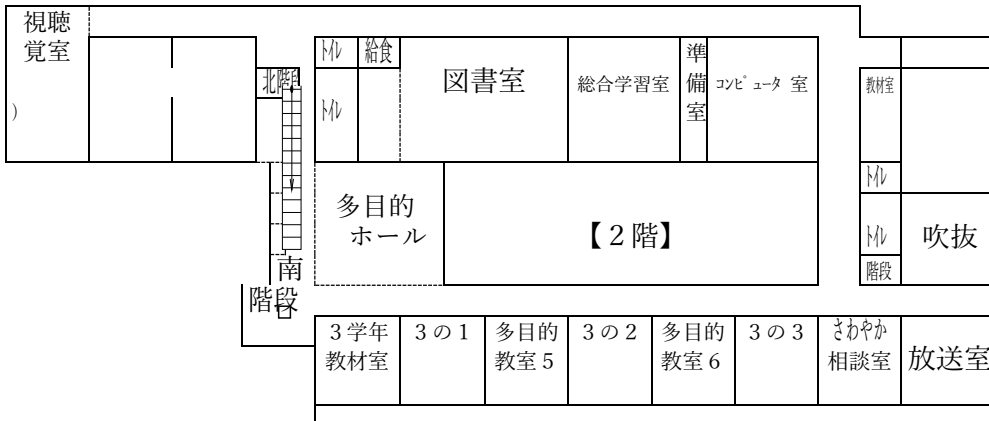 視聴
覚室
)
北階段
トイレ
給食
トイレ
図書室
総合学習室
準
備
室
コンピュータ 室
教材室
トイレ
トイレ
階段
吹抜
多目的
ホール
【2階】
南
階段
3学年
教材室
3の1
多目的
教室5
3の2
多目的
教室6
3の3
さわやか
相談室
放送室